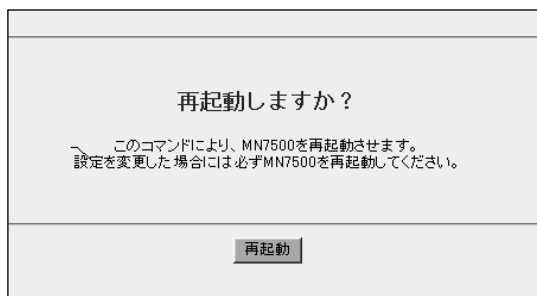 再起動しますか?
このコマンドにより、MN7500を再起動させます。
設定を変更した場合には必ずMN7500を再起動してください。
再起動